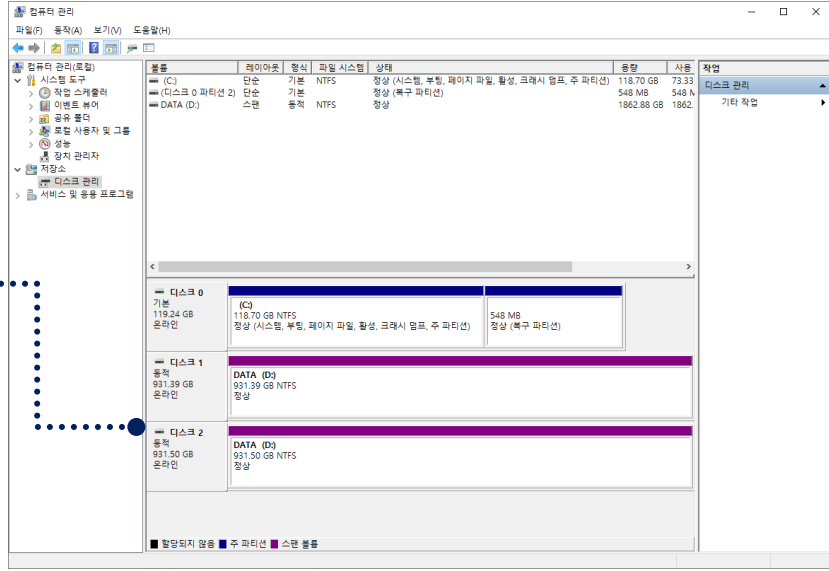 컴퓨터 관리
파일(F) 동작(A) 보기(V) 도움말(H)
컴퓨터 관리(로컬)
시스템 도구
작업 스케줄러
이벤트 뷰어
공유 폴더
로컬 사용자 및 그룹
성능
장치 관리자
저장소
디스크 관리
서비스 및 응용 프로그램
볼륨 레이아웃 형식 파일 시스템 상태 용량 사용
(C:) 단순 기본 NTFS 정상 (시스템, 부팅, 페이지 파일, 활성, 크래시 덤프, 주 파티션) 118.70 GB 73.33
(디스크 0 파티션 2) 단순 기본 정상 (복구 파티션) 548 MB 548 M
DATA (D:) 스팬 동적 NTFS 정상 1862.88 GB 1862.
작업
디스크 관리
기타 작업
디스크 0
기본
119.24 GB
온라인
(C:)
118.70 GB NTFS
정상 (시스템, 부팅, 페이지 파일, 활성, 크래시 덤프, 주 파티션)
548 MB
정상 (복구 파티션)
디스크 1
동적
931.39 GB
온라인
DATA (D:)
931.39 GB NTFS
정상
디스크 2
동적
931.50 GB
온라인
DATA (D:)
931.50 GB NTFS
정상
할당되지 않음 주 파티션 스팬 볼륨